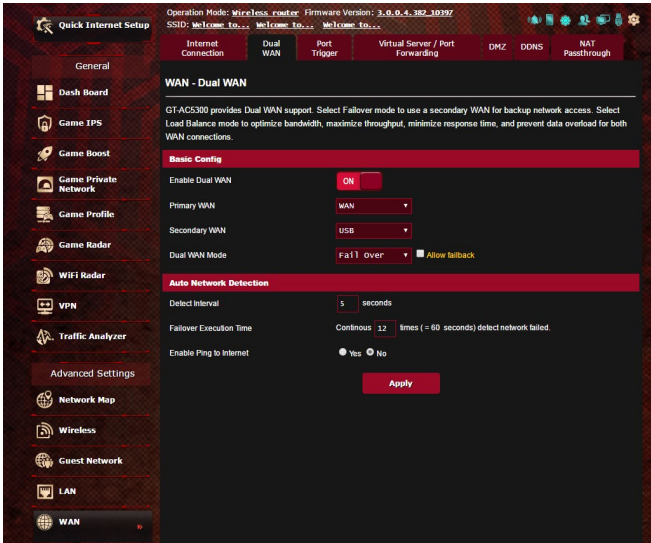 Quick Internet Setup
Operation Mode: Wireless router Firmware Version: 3.0.0.4.382_10397
SSID: Welcome to... Welcome to... Welcome to...
General
Dash Board
Game IPS
Game Boost
Game Private
Network
Game Profile
Game Radar
WiFi Radar
VPN
Traffic Analyzer
Advanced Settings
Network Map
Wireless
Guest Network
LAN
WAN »
Internet
Connection
Dual
WAN
Port
Trigger
Virtual Server / Port
Forwarding
DMZ
DDNS
NAT
Passthrough
WAN - Dual WAN
GT-AC5300 provides Dual WAN support. Select Failover mode to use a secondary WAN for backup network access. Select
Load Balance mode to optimize bandwidth, maximize throughput, minimize response time, and prevent data overload for both
WAN connections.
Basic Config
Enable Dual WAN ON
Primary WAN WAN
Secondary WAN USB
Dual WAN Mode Fail Over Allow failback
Auto Network Detection
Detect Interval 5 seconds
Failover Execution Time Continous 12 times ( = 60 seconds) detect network failed.
Enable Ping to Internet Yes No
Apply